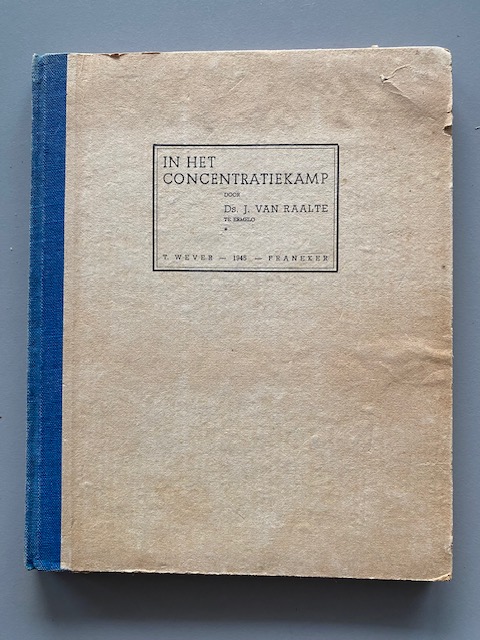 IN HET
CONCENTRATIEKAMP
DOOR
Ds. J. VAN RAALTE
TE ERMELO
*
T. WEVER — 1945 — FRANEKER